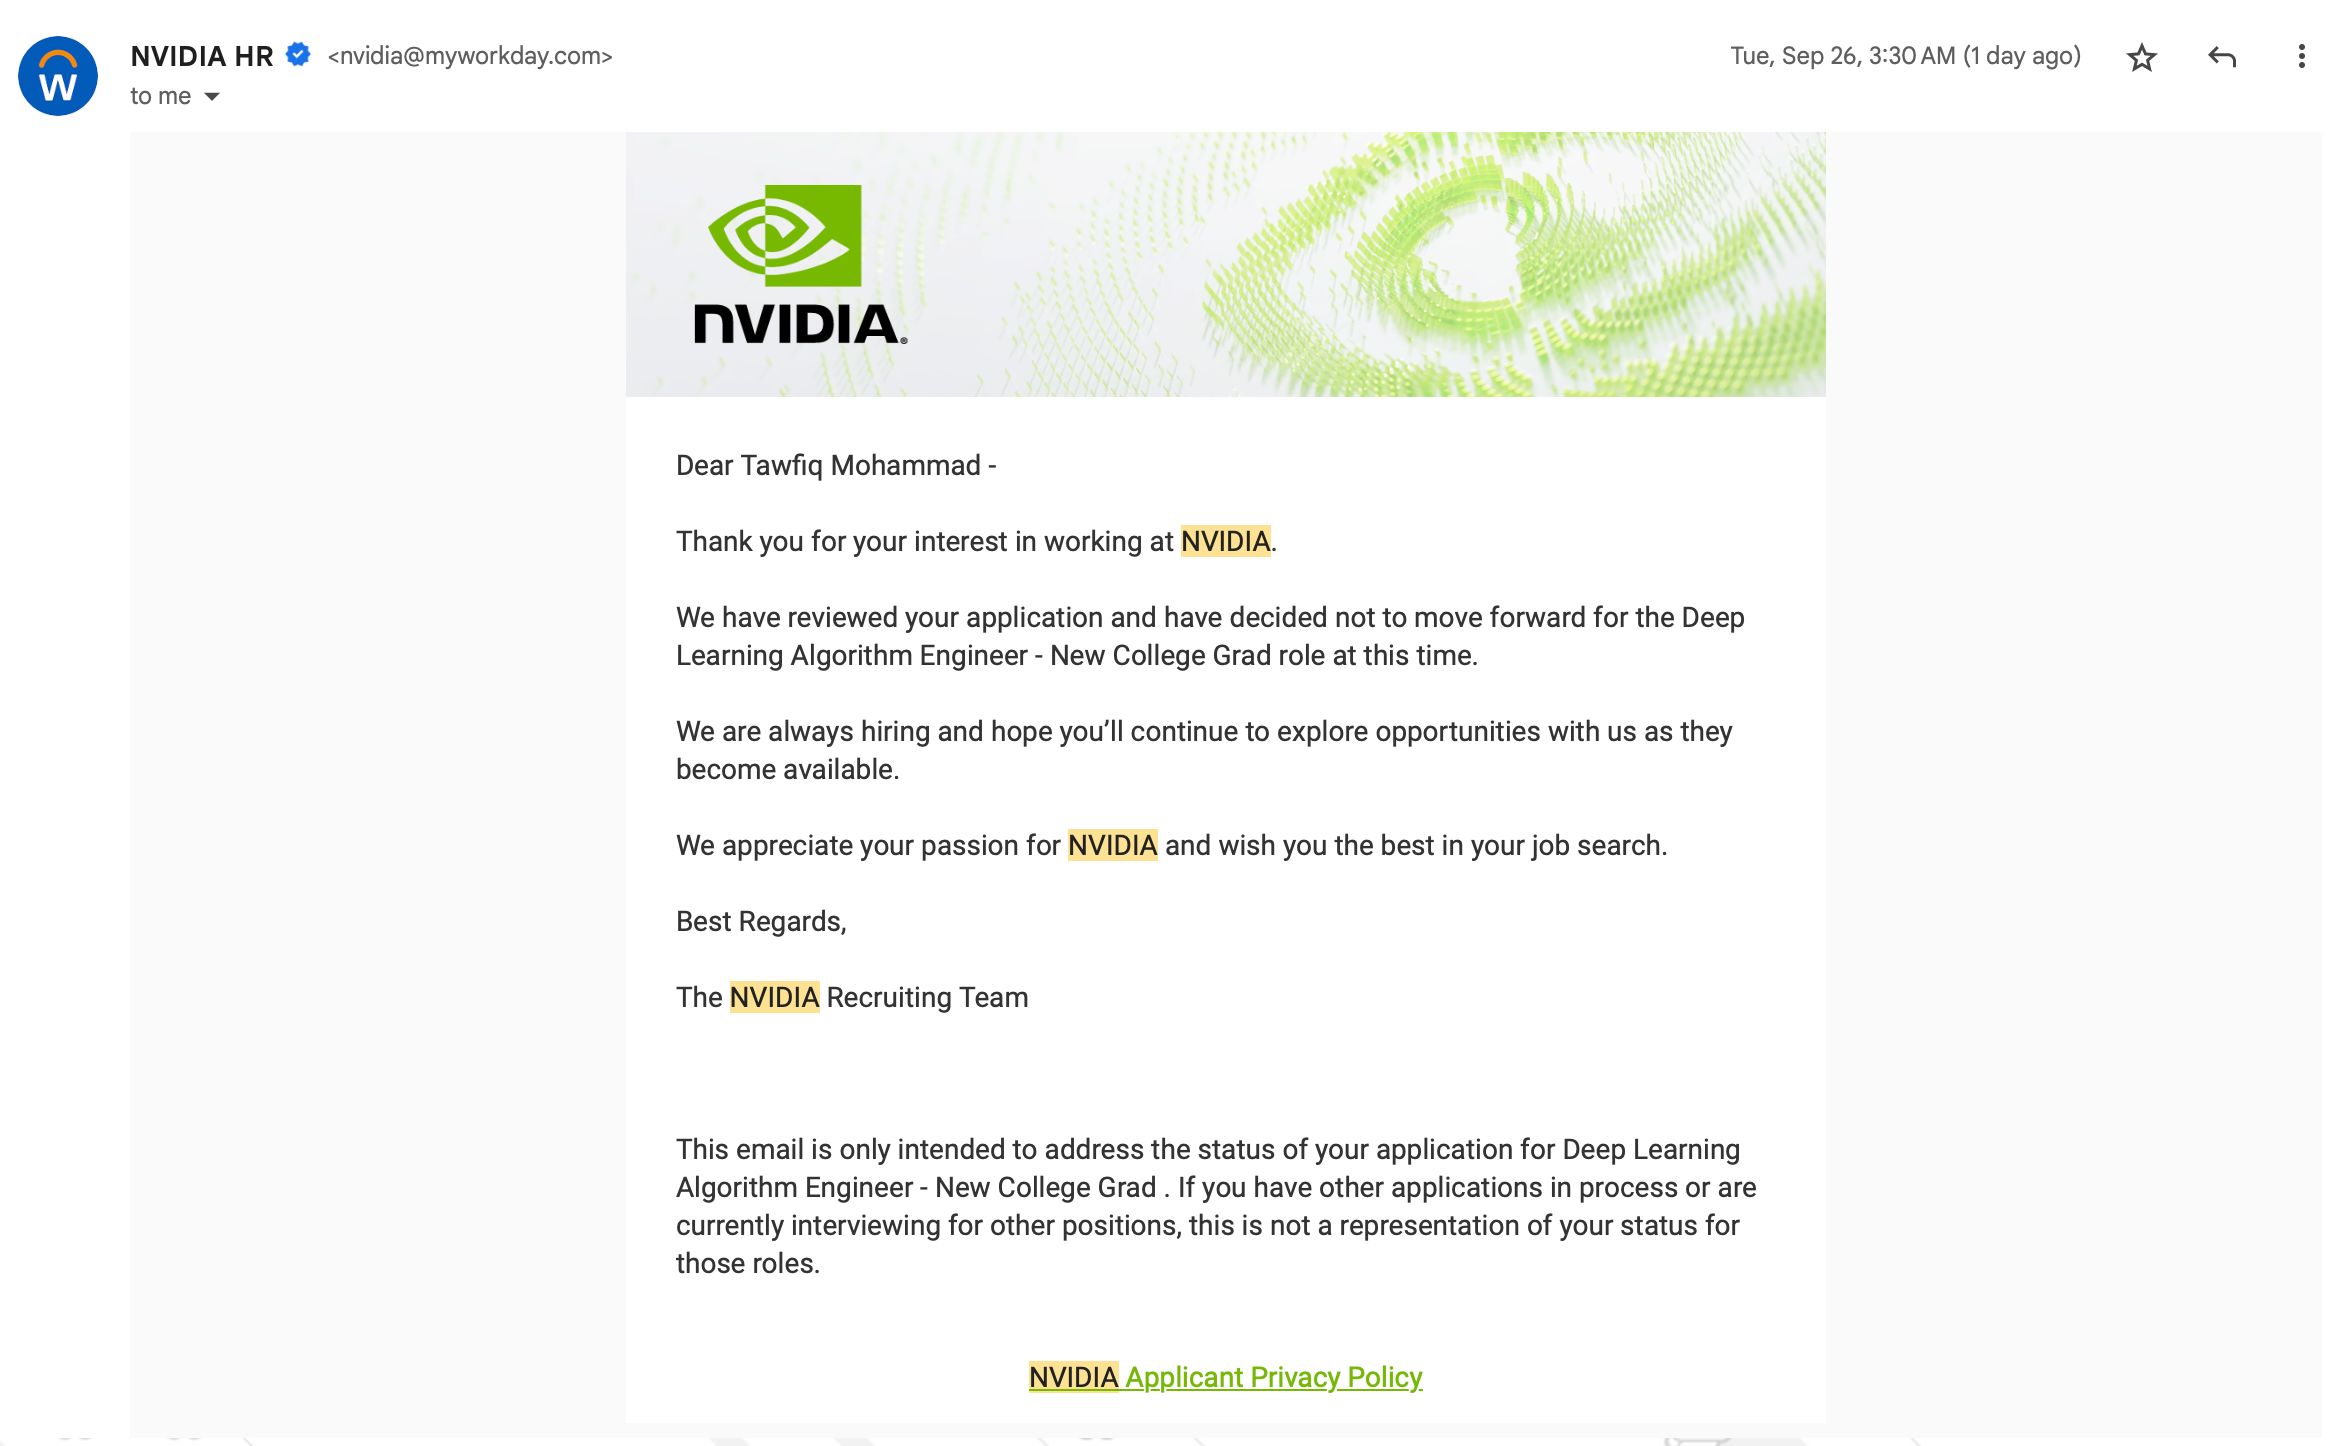 W
NVIDIA HR <nvidia@myworkday.com> Tue, Sep 26, 3:30 AM (1 day ago)
to me
NVIDIA®
Dear Tawfiq Mohammad -
Thank you for your interest in working at NVIDIA.
We have reviewed your application and have decided not to move forward for the Deep
Learning Algorithm Engineer - New College Grad role at this time.
We are always hiring and hope you’ll continue to explore opportunities with us as they
become available.
We appreciate your passion for NVIDIA and wish you the best in your job search.
Best Regards,
The NVIDIA Recruiting Team
This email is only intended to address the status of your application for Deep Learning
Algorithm Engineer - New College Grad . If you have other applications in process or are
currently interviewing for other positions, this is not a representation of your status for
those roles.
NVIDIA Applicant Privacy Policy